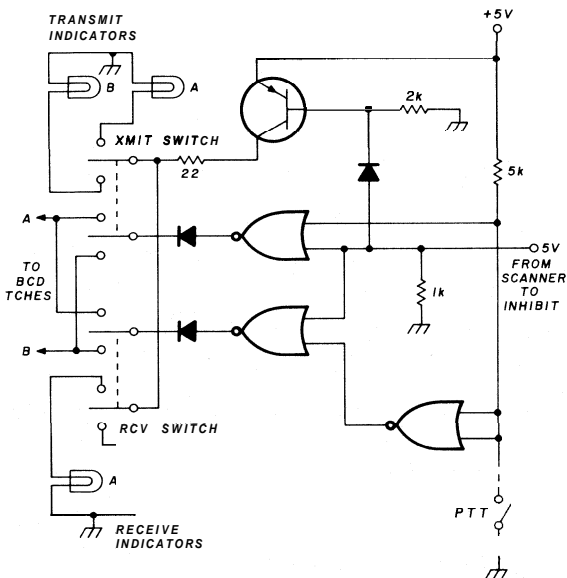 TRANSMIT
INDICATORS
+5V
B
A
2k
XMIT SWITCH
22
5k
A
TO
BCD
TCHES
5V
FROM
SCANNER
TO
INHIBIT
1k
B
RCV SWITCH
A
PTT
RECEIVE
INDICATORS